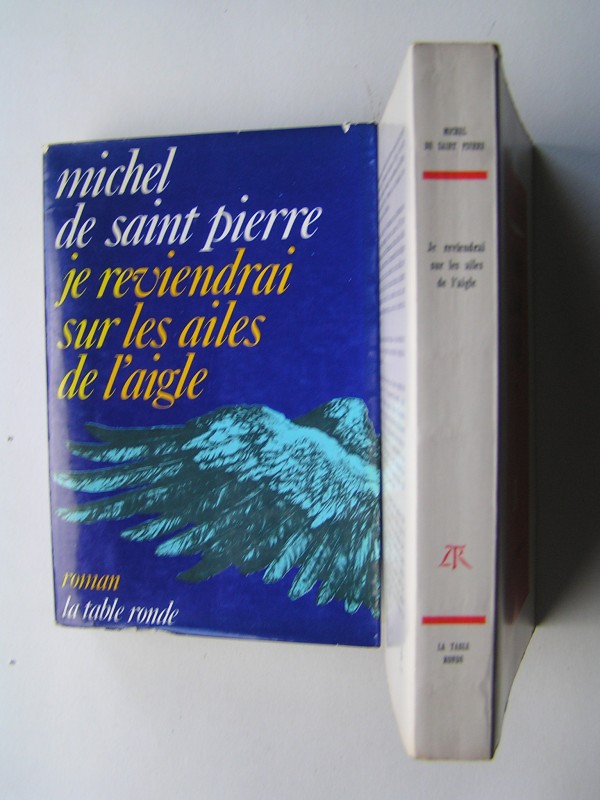 michel
de saint pierre
je reviendrai
sur les ailes
de l'aigle
roman
la table ronde
MICHEL
DE SAINT PIERRE
Je reviendrai
sur les ailes
de l'aigle
LA TABLE
RONDE